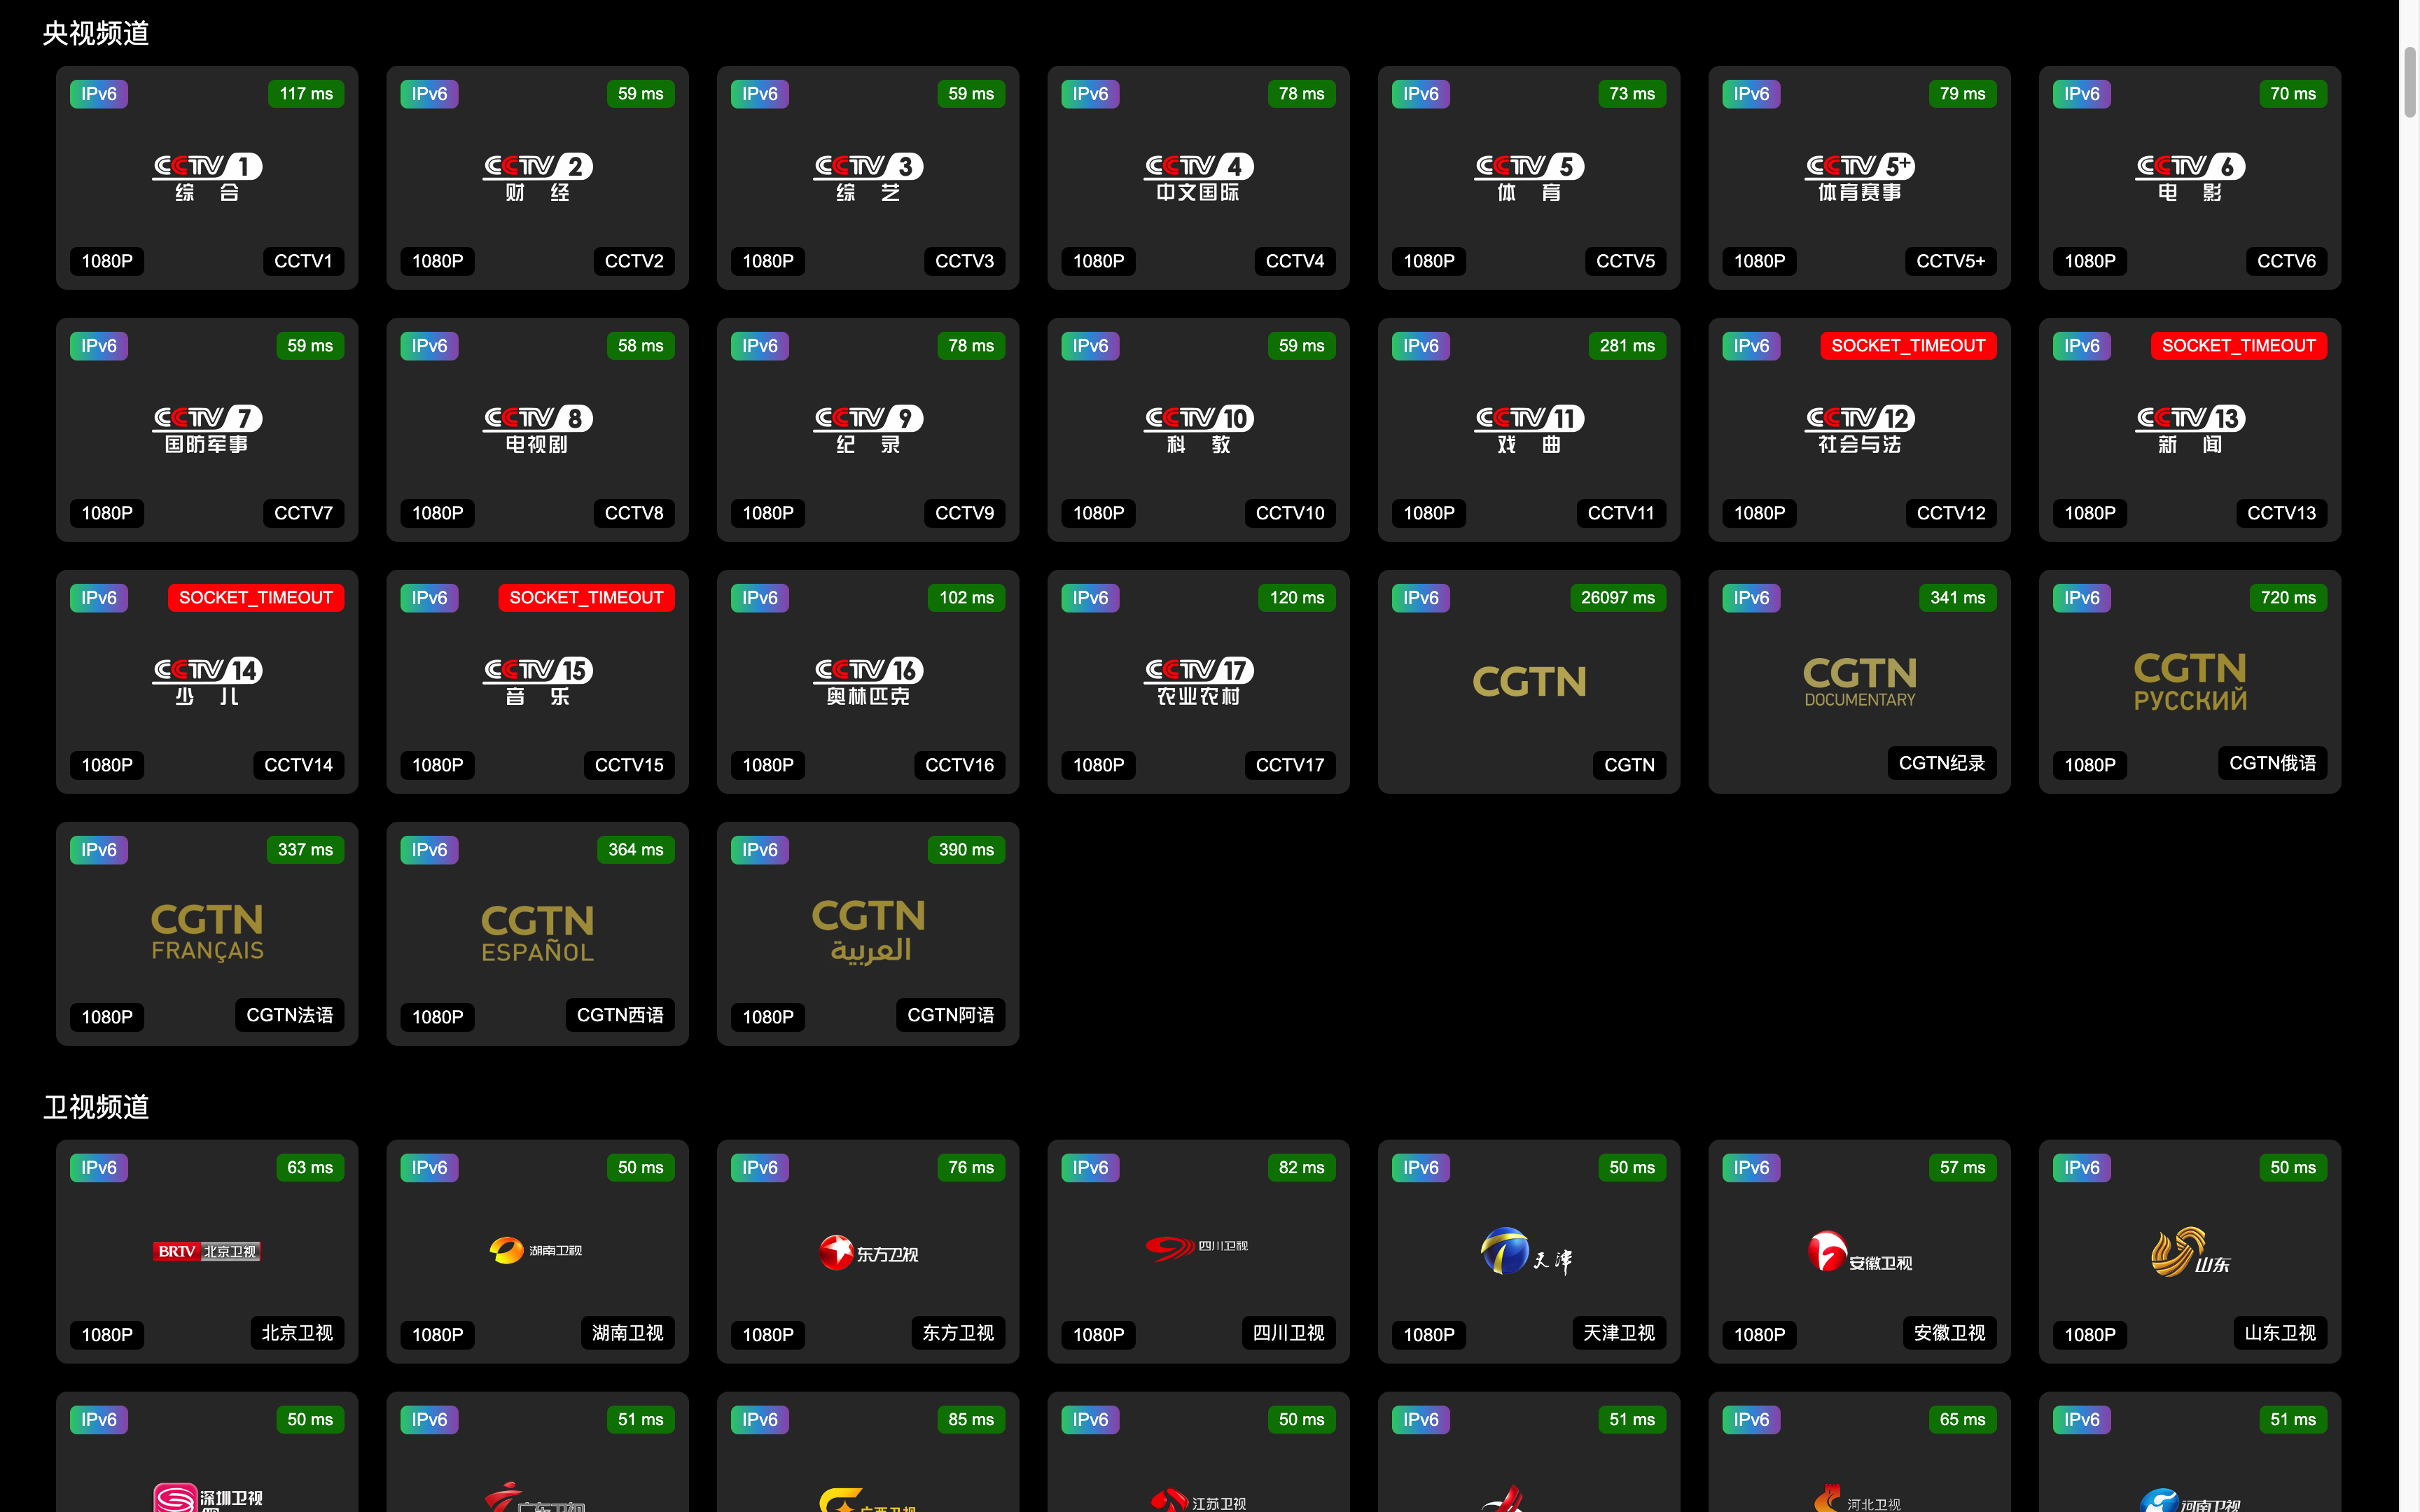 央视频道
IPv6 117 ms IPv6 59 ms IPv6 59 ms IPv6 78 ms IPv6 73 ms IPv6 79 ms IPv6 70 ms
CCTV 1 CCTV 2 CCTV 3 CCTV 4 CCTV 5 CCTV 5+ CCTV 6
综 合 财 经 综 艺 中文国际 体 育 体育赛事 电 影
1080P CCTV1 1080P CCTV2 1080P CCTV3 1080P CCTV4 1080P CCTV5 1080P CCTV5+ 1080P CCTV6
IPv6 59 ms IPv6 58 ms IPv6 78 ms IPv6 59 ms IPv6 281 ms IPv6 SOCKET_TIMEOUT IPv6 SOCKET_TIMEOUT
CCTV 7 CCTV 8 CCTV 9 CCTV 10 CCTV 11 CCTV 12 CCTV 13
国防军事 电视剧 纪 录 科 教 戏 曲 社会与法 新 闻
1080P CCTV7 1080P CCTV8 1080P CCTV9 1080P CCTV10 1080P CCTV11 1080P CCTV12 1080P CCTV13
IPv6 SOCKET_TIMEOUT IPv6 SOCKET_TIMEOUT IPv6 102 ms IPv6 120 ms IPv6 26097 ms IPv6 341 ms IPv6 720 ms
CCTV 14 CCTV 15 CCTV 16 CCTV 17 CGTN CGTN CGTN
少 儿 音 乐 奥林匹克 农业农村 DOCUMENTARY РУССКИЙ
1080P CCTV14 1080P CCTV15 1080P CCTV16 1080P CCTV17 CGTN CGTN纪录 1080P CGTN俄语
IPv6 337 ms IPv6 364 ms IPv6 390 ms
CGTN CGTN CGTN
FRANÇAIS ESPAÑOL العربية
1080P CGTN法语 1080P CGTN西语 1080P CGTN阿语
卫视频道
IPv6 63 ms IPv6 50 ms IPv6 76 ms IPv6 82 ms IPv6 50 ms IPv6 57 ms IPv6 50 ms
BRTV 北京卫视 湖南卫视 东方卫视 四川卫视 天津 安徽卫视 山东
1080P 北京卫视 1080P 湖南卫视 1080P 东方卫视 1080P 四川卫视 1080P 天津卫视 1080P 安徽卫视 1080P 山东卫视
IPv6 50 ms IPv6 51 ms IPv6 85 ms IPv6 50 ms IPv6 51 ms IPv6 65 ms IPv6 51 ms
深圳卫视 广东卫视 广西卫视 江苏卫视 河北卫视 河南卫视